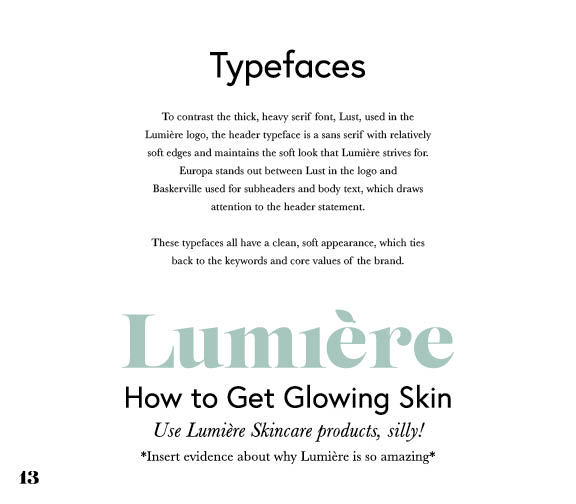 Typefaces
To contrast the thick, heavy serif font, Lust, used in the
Lumière logo, the header typeface is a sans serif with relatively
soft edges and maintains the soft look that Lumière strives for.
Europa stands out between Lust in the logo and
Baskerville used for subheaders and body text, which draws
attention to the header statement.
These typefaces all have a clean, soft appearance, which ties
back to the keywords and core values of the brand.
Lumière
How to Get Glowing Skin
Use Lumière Skincare products, silly!
*Insert evidence about why Lumière is so amazing*
13